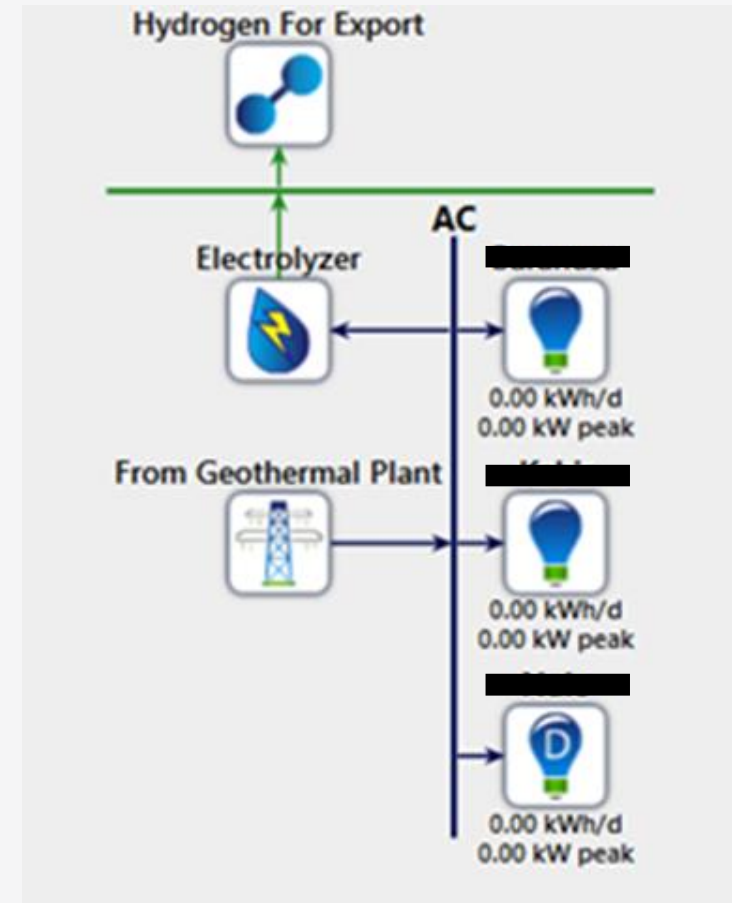 Hydrogen For Export
AC
Electrolyzer
0.00 kWh/d
0.00 kW peak
From Geothermal Plant
0.00 kWh/d
0.00 kW peak
D
0.00 kWh/d
0.00 kW peak